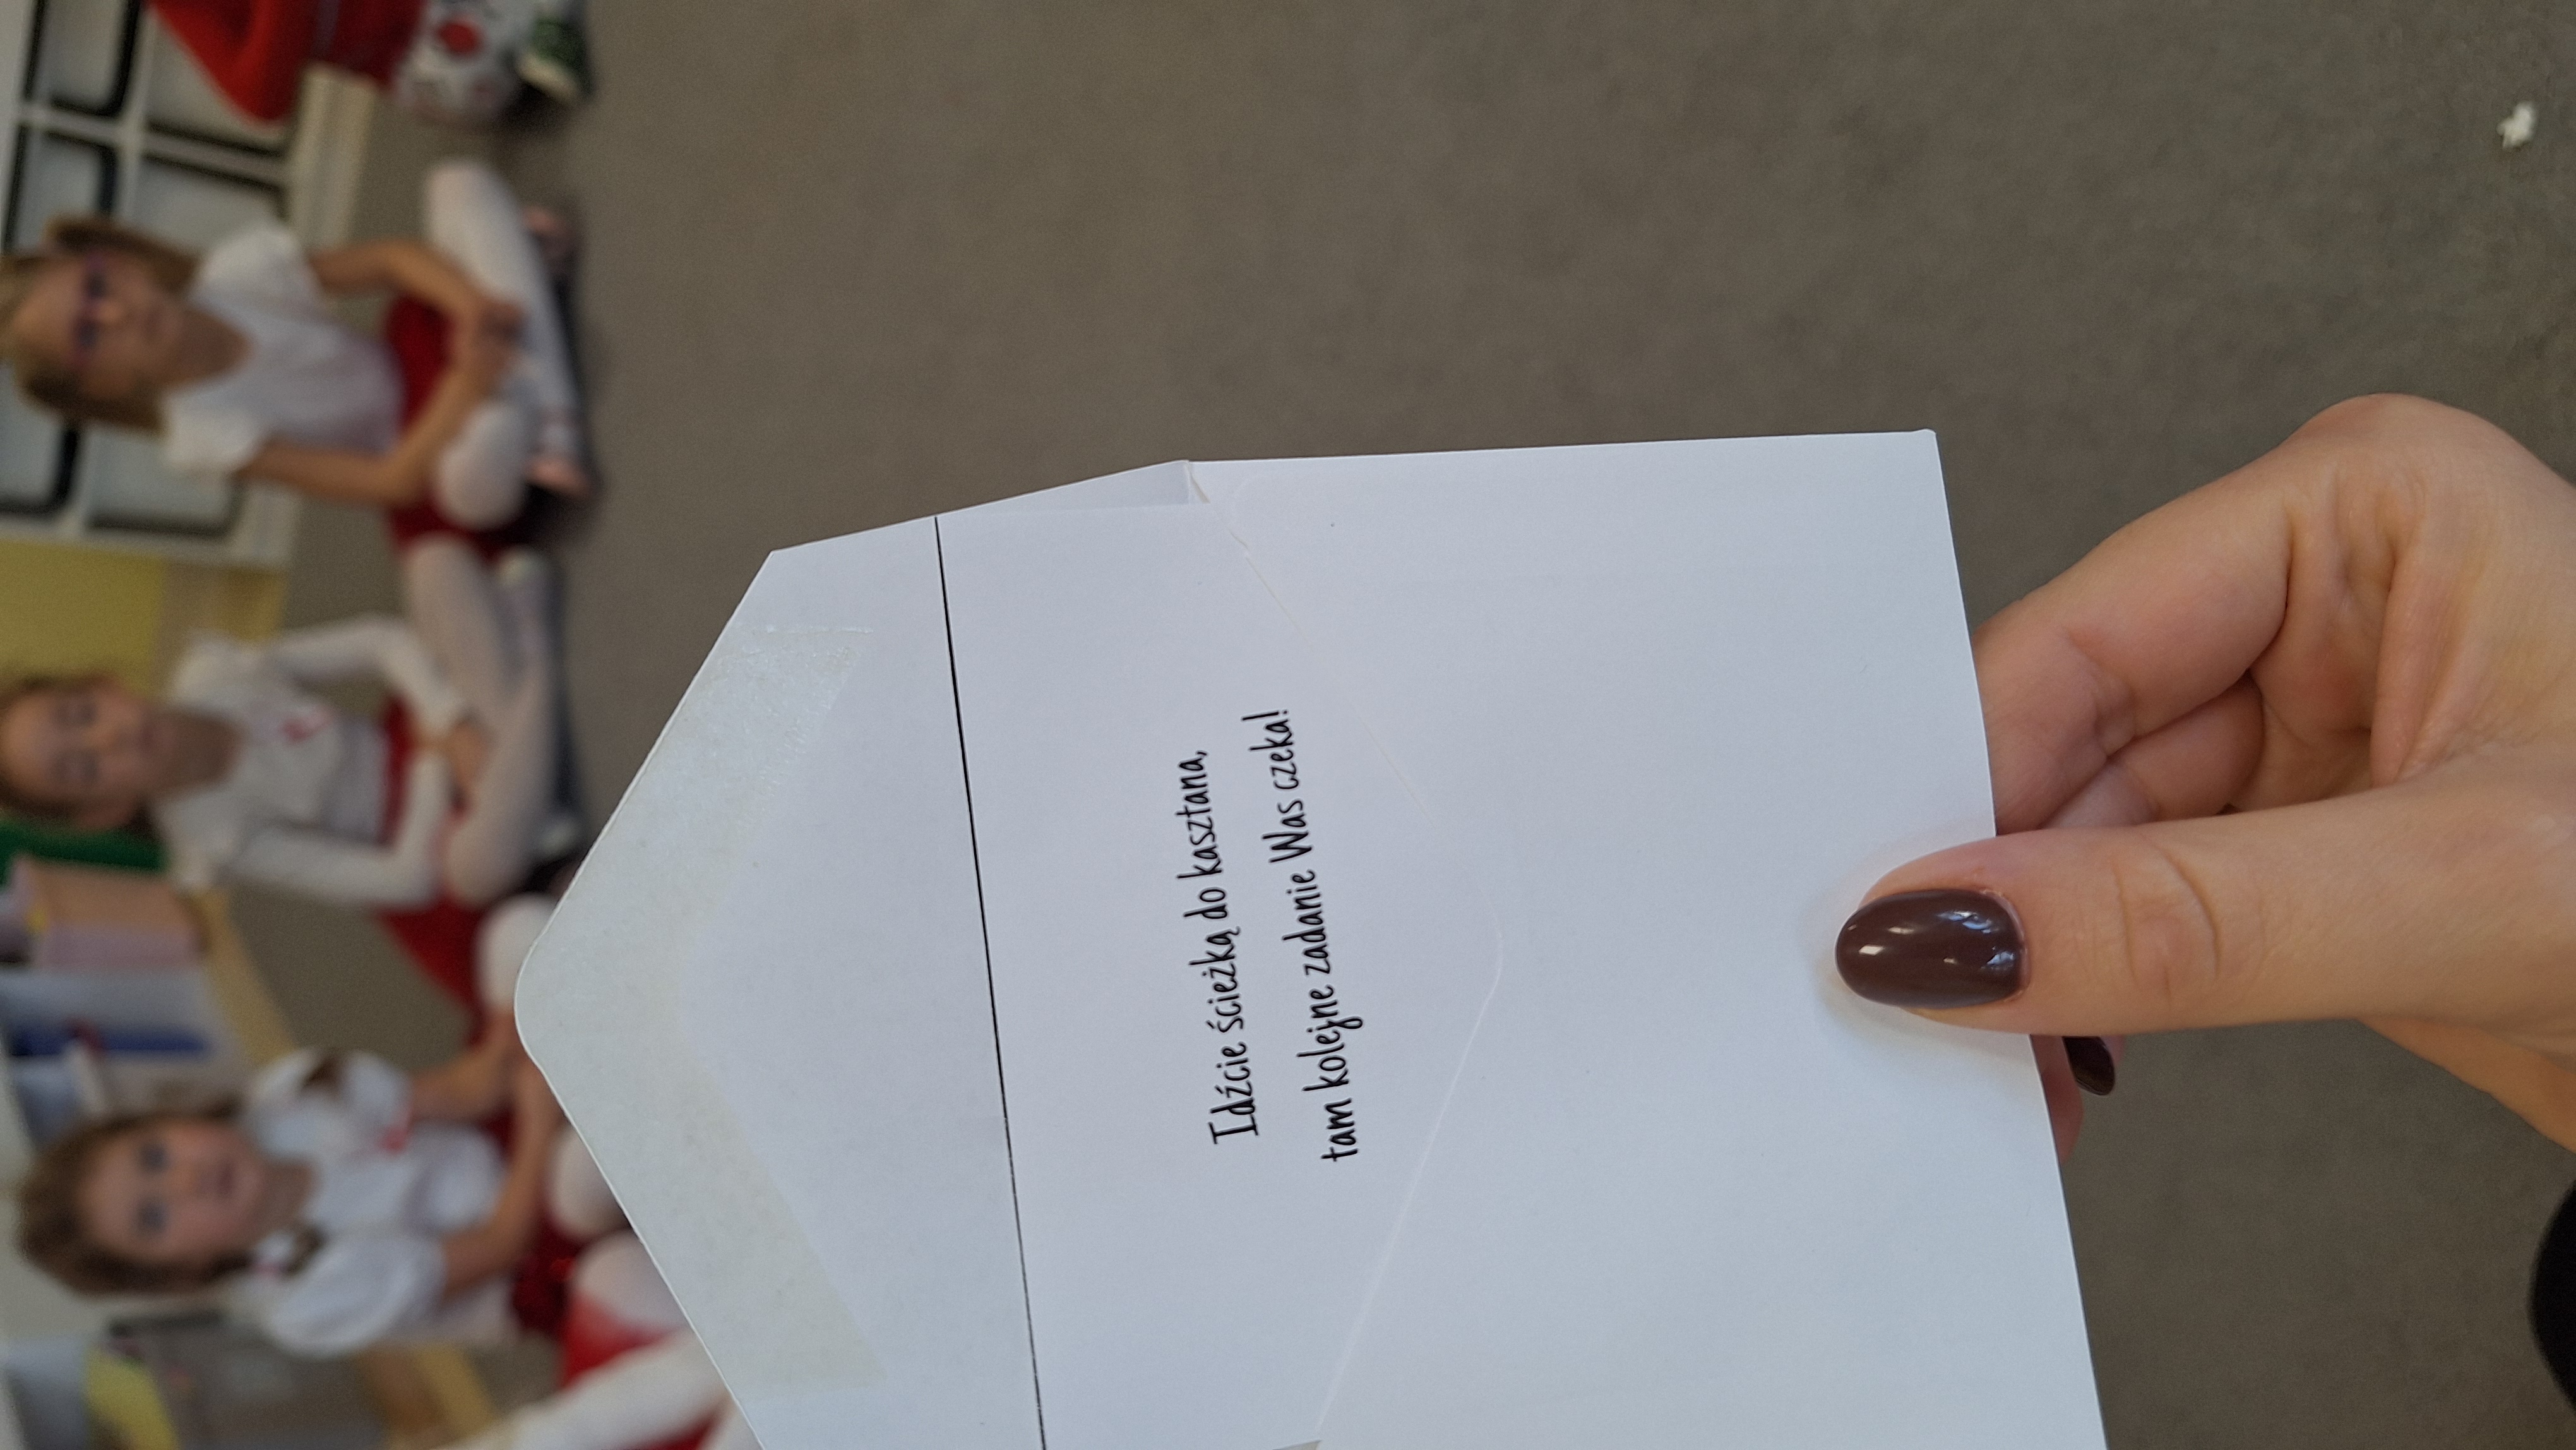 Idźcie ścieżką do kasztana,
tam kolejne zadanie Was czeka!